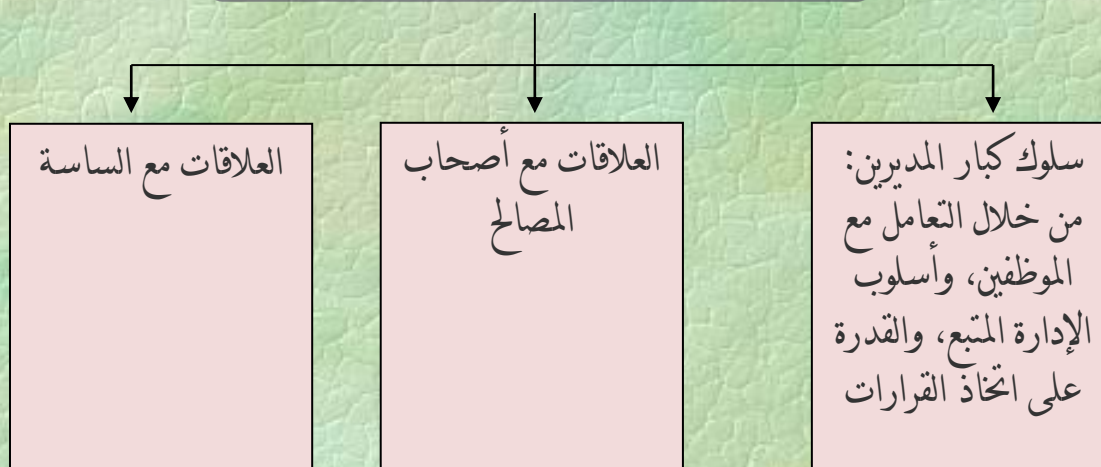 سلوك كبار المديرين:
من خلال التعامل مع
الموظفين، وأسلوب
الإدارة المتبع، والقدرة
على اتخاذ القرارات
العلاقات مع أصحاب
المصالح
العلاقات مع الساسة